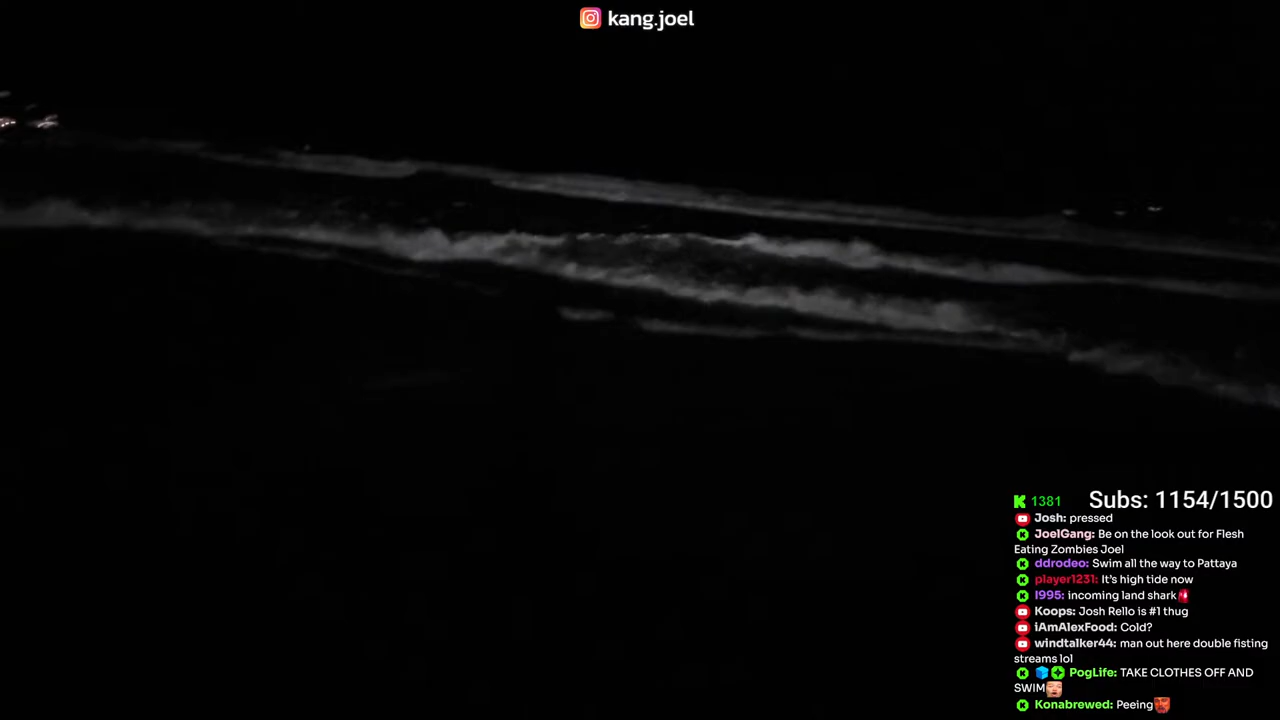 kang.joel
1381 Subs: 1154/1500
Josh: pressed
JoelGang: Be on the look out for Flesh
Eating Zombies Joel
ddrodeo: Swim all the way to Pattaya
player1231: It's high tide now
I995: incoming land shark
Koops: Josh Rello is #1 thug
iAmAlexFood: Cold?
windtalker44: man out here double fisting
streams lol
PogLife: TAKE CLOTHES OFF AND
SWIM
Konabrewed: Peeing